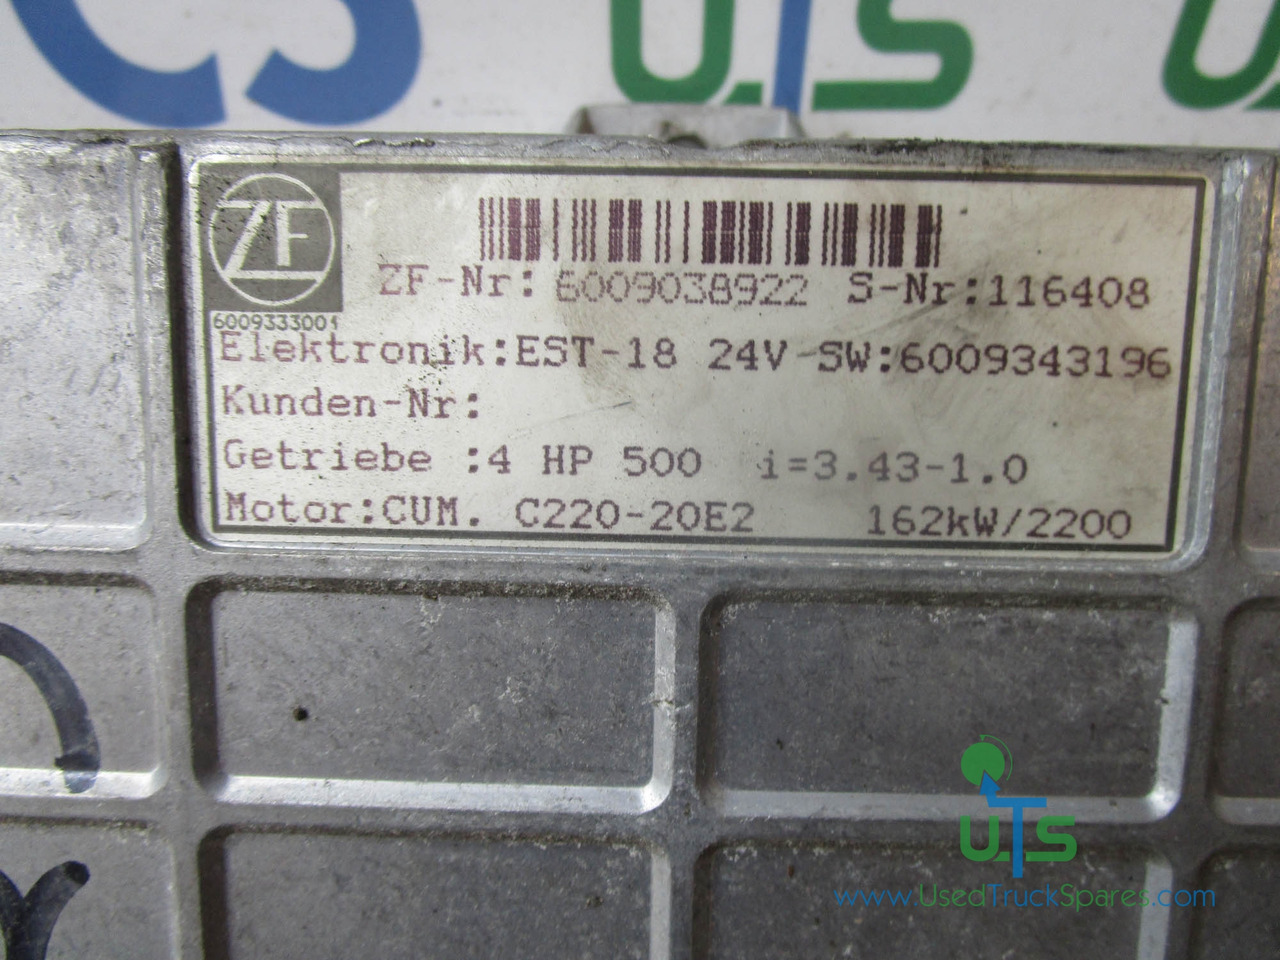 UTS
ZF
ZF-Nr: 6009038922 S-Nr:116408
6009333001
Elektronik:EST-18 24V SW:6009343196
Kunden-Nr:
Getriebe :4 HP 500 i=3.43-1.0
Motor:CUM. C220-20E2 162kW/2200
UTS
www.UsedTruckSpares.com